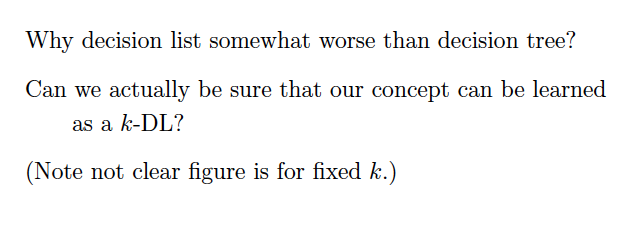 Why decision list somewhat worse than decision tree?
Can we actually be sure that our concept can be learned
as a k-DL?
(Note not clear figure is for fixed k.)